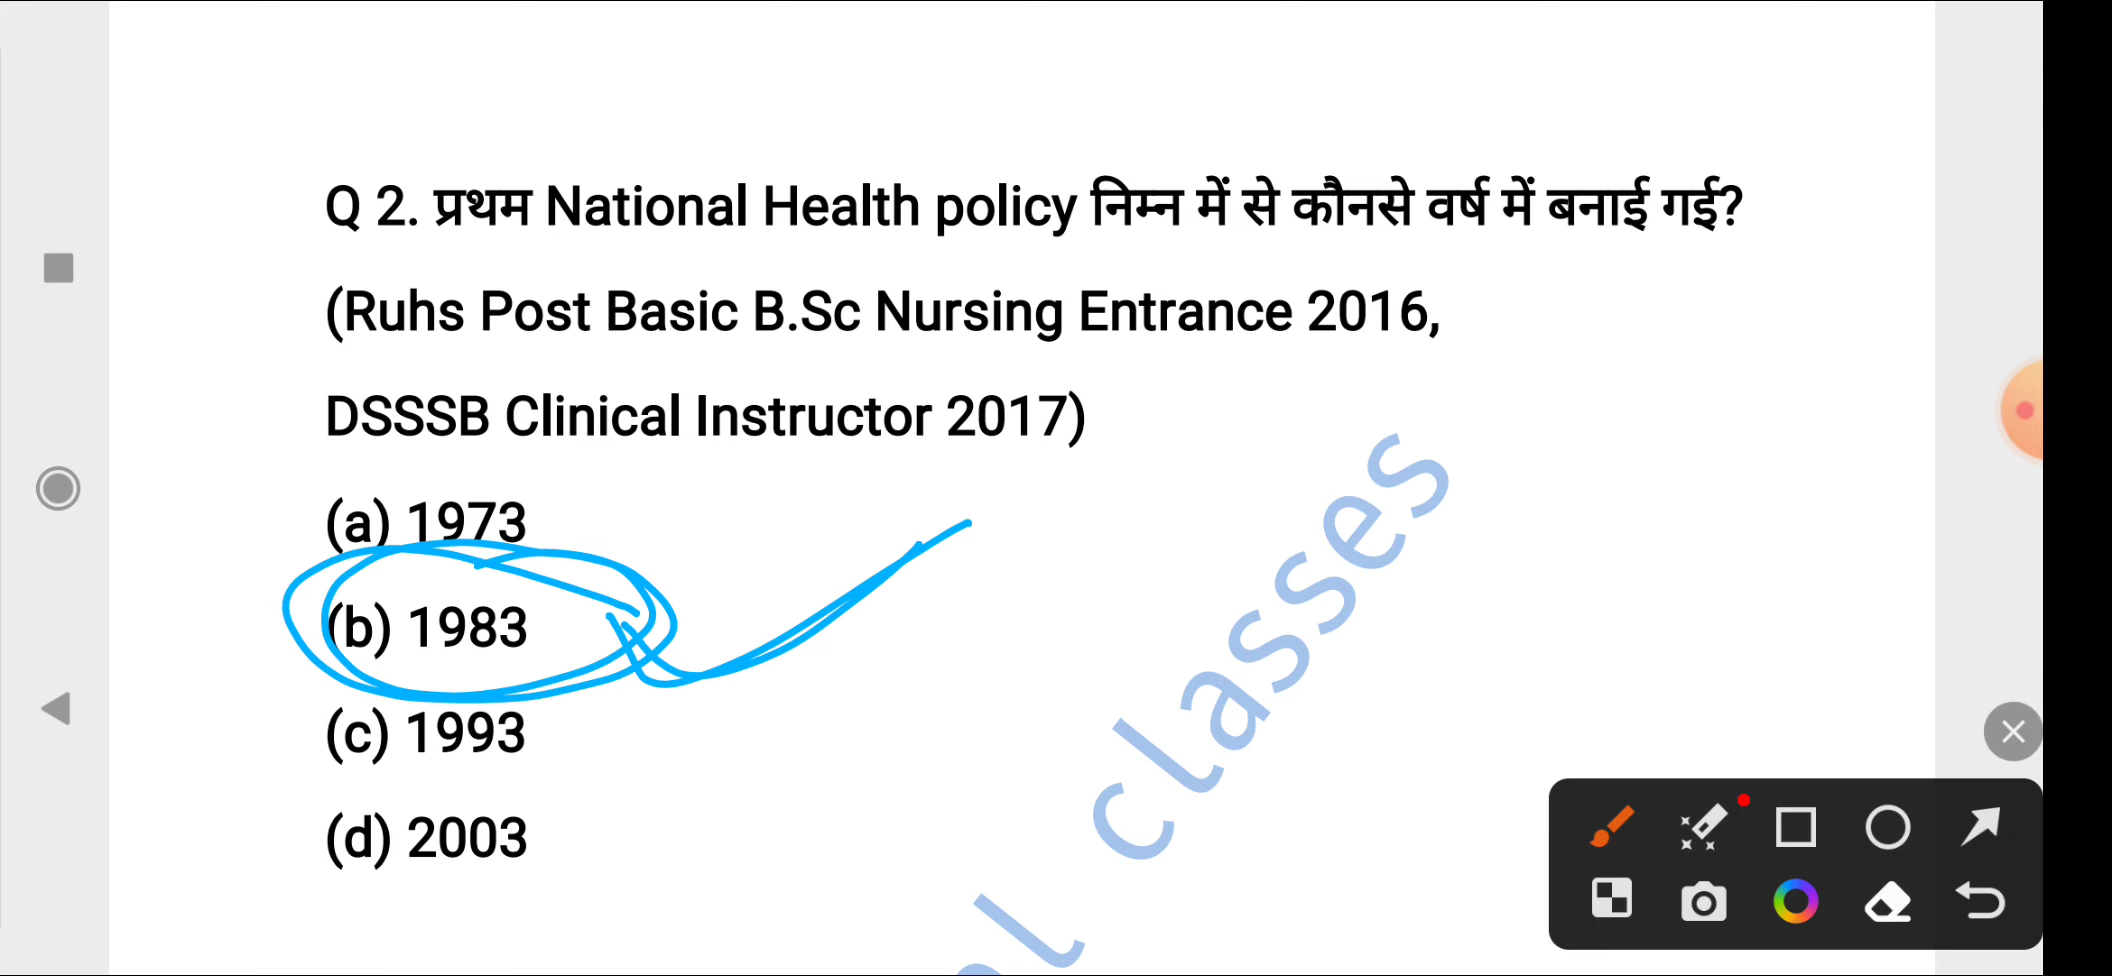 Q 2. प्रथम National Health policy निम्न में से कौनसे वर्ष में बनाई गई?
(Ruhs Post Basic B.Sc Nursing Entrance 2016,
DSSSB Clinical Instructor 2017)
(a) 1973
(b) 1983
(c) 1993
(d) 2003
classes